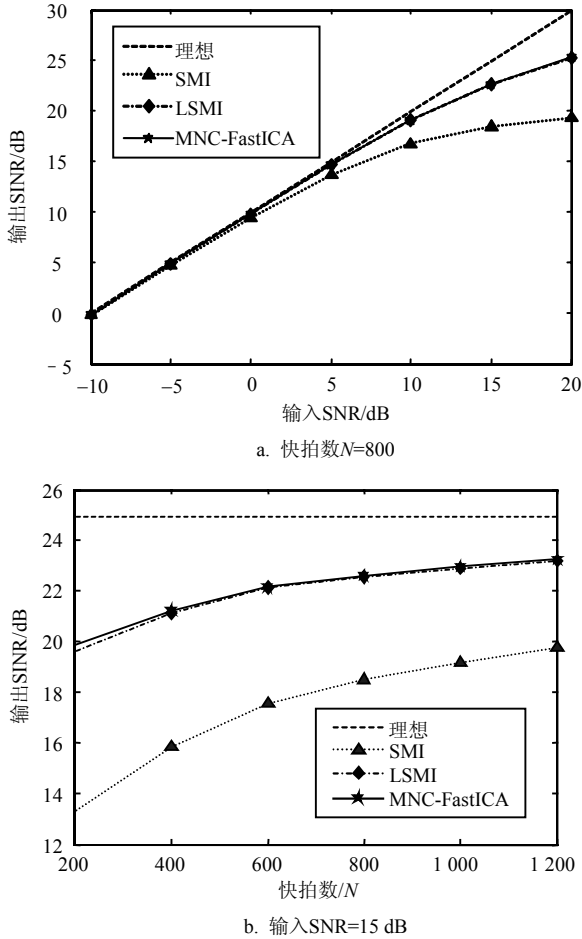 30
25
20
15
10
5
0
−5
输出SINR/dB
理想
SMI
LSMI
MNC-FastICA
−10 −5 0 5 10 15 20
输入SNR/dB
a. 快拍数N=800
26
24
22
20
18
16
14
12
输出SINR/dB
理想
SMI
LSMI
MNC-FastICA
200 400 600 800 1 000 1 200
快拍数/N
b. 输入SNR=15 dB